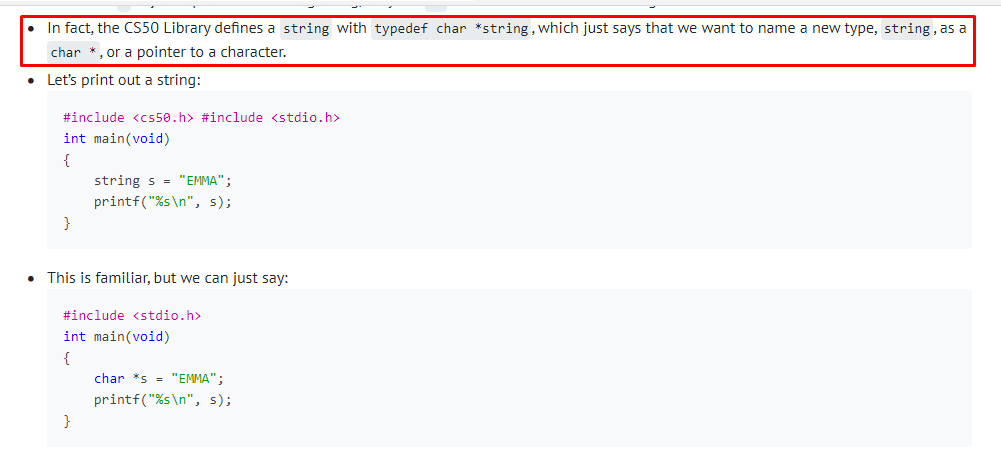 In fact, the CS50 Library defines a string with typedef char *string, which just says that we want to name a new type, string, as a
char *, or a pointer to a character.
Let's print out a string:
#include <cs50.h> #include <stdio.h>
int main(void)
{
    string s = "EMMA";
    printf("%s\n", s);
}
This is familiar, but we can just say:
#include <stdio.h>
int main(void)
{
    char *s = "EMMA";
    printf("%s\n", s);
}